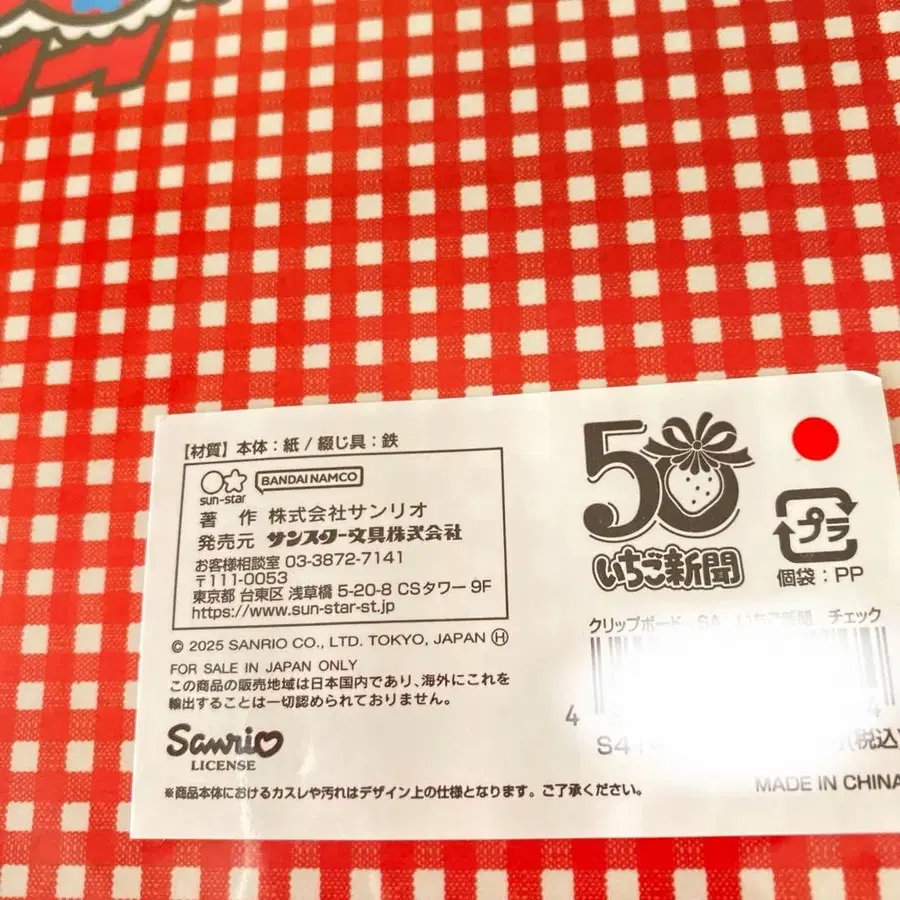 【材質】本体：紙 / 綴じ具：鉄
sun-star BANDAI NAMCO
著 作 株式会社サンリオ
発売元 サンスター文具株式会社
お客様相談室 03-3872-7141
〒111-0053
東京都 台東区 浅草橋 5-20-8 CSタワー 9F
https://www.sun-star-st.jp
© 2025 SANRIO CO., LTD. TOKYO, JAPAN Ⓗ
FOR SALE IN JAPAN ONLY
この商品の販売地域は日本国内であり、海外にこれを
輸出することは一切認められておりません。
Sanrio
LICENSE
※商品本体におけるカスレや汚れはデザイン上の仕様となります。ご了承ください。
50
いちご新聞
プラ
個袋：PP
クリップボード SA いちご新聞 チェック
4 4
S41 (税込)
MADE IN CHINA